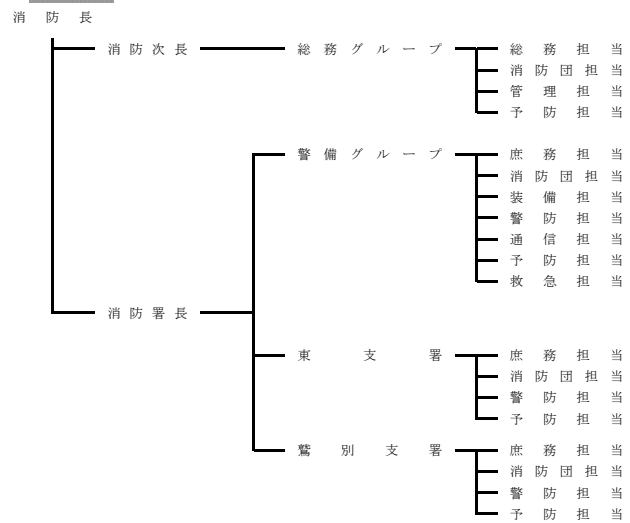 消防長
消防次長 総務グループ 総務担当
消防団担当
管理担当
予防担当
警備グループ 庶務担当
消防団担当
装備担当
警防担当
通信担当
予防担当
救急担当
消防署長
東支署 庶務担当
消防団担当
警防担当
予防担当
鷲別支署 庶務担当
消防団担当
警防担当
予防担当